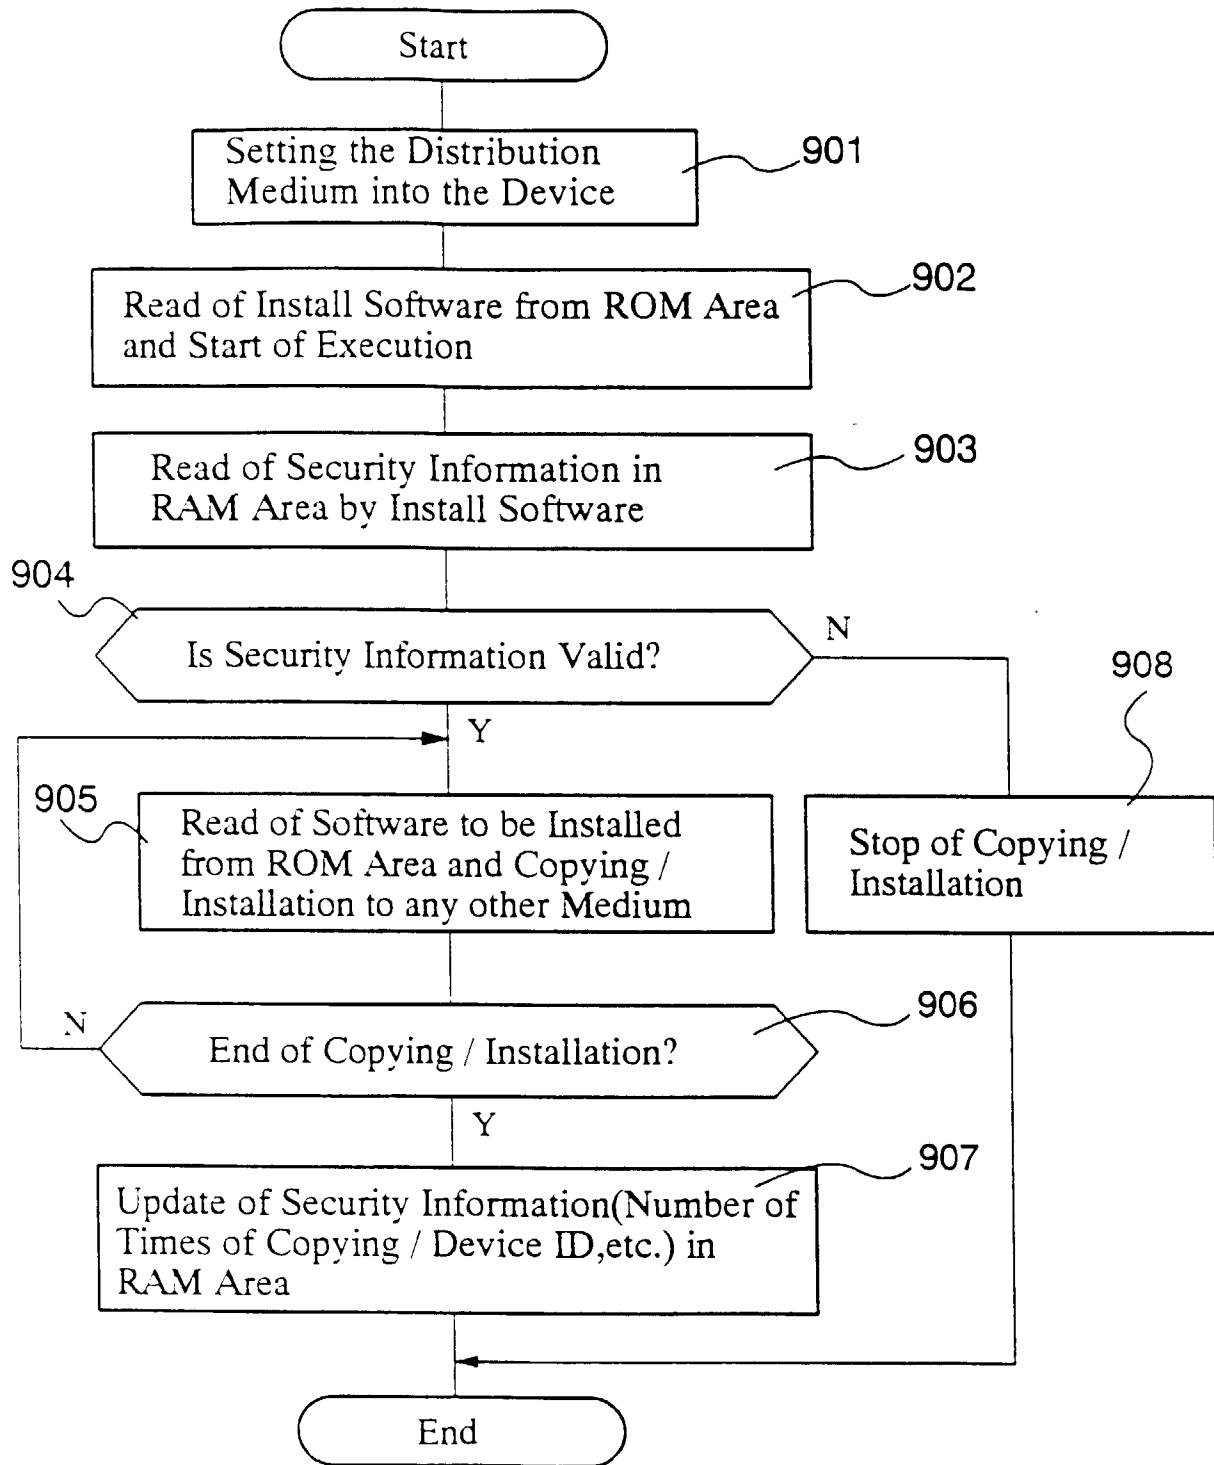 Start
Setting the Distribution
Medium into the Device
901
Read of Install Software from ROM Area
and Start of Execution
902
Read of Security Information in
RAM Area by Install Software
903
904
Is Security Information Valid?
N
Y
908
905
Read of Software to be Installed
from ROM Area and Copying /
Installation to any other Medium
Stop of Copying /
Installation
906
N
End of Copying / Installation?
Y
907
Update of Security Information(Number of
Times of Copying / Device ID,etc.) in
RAM Area
End